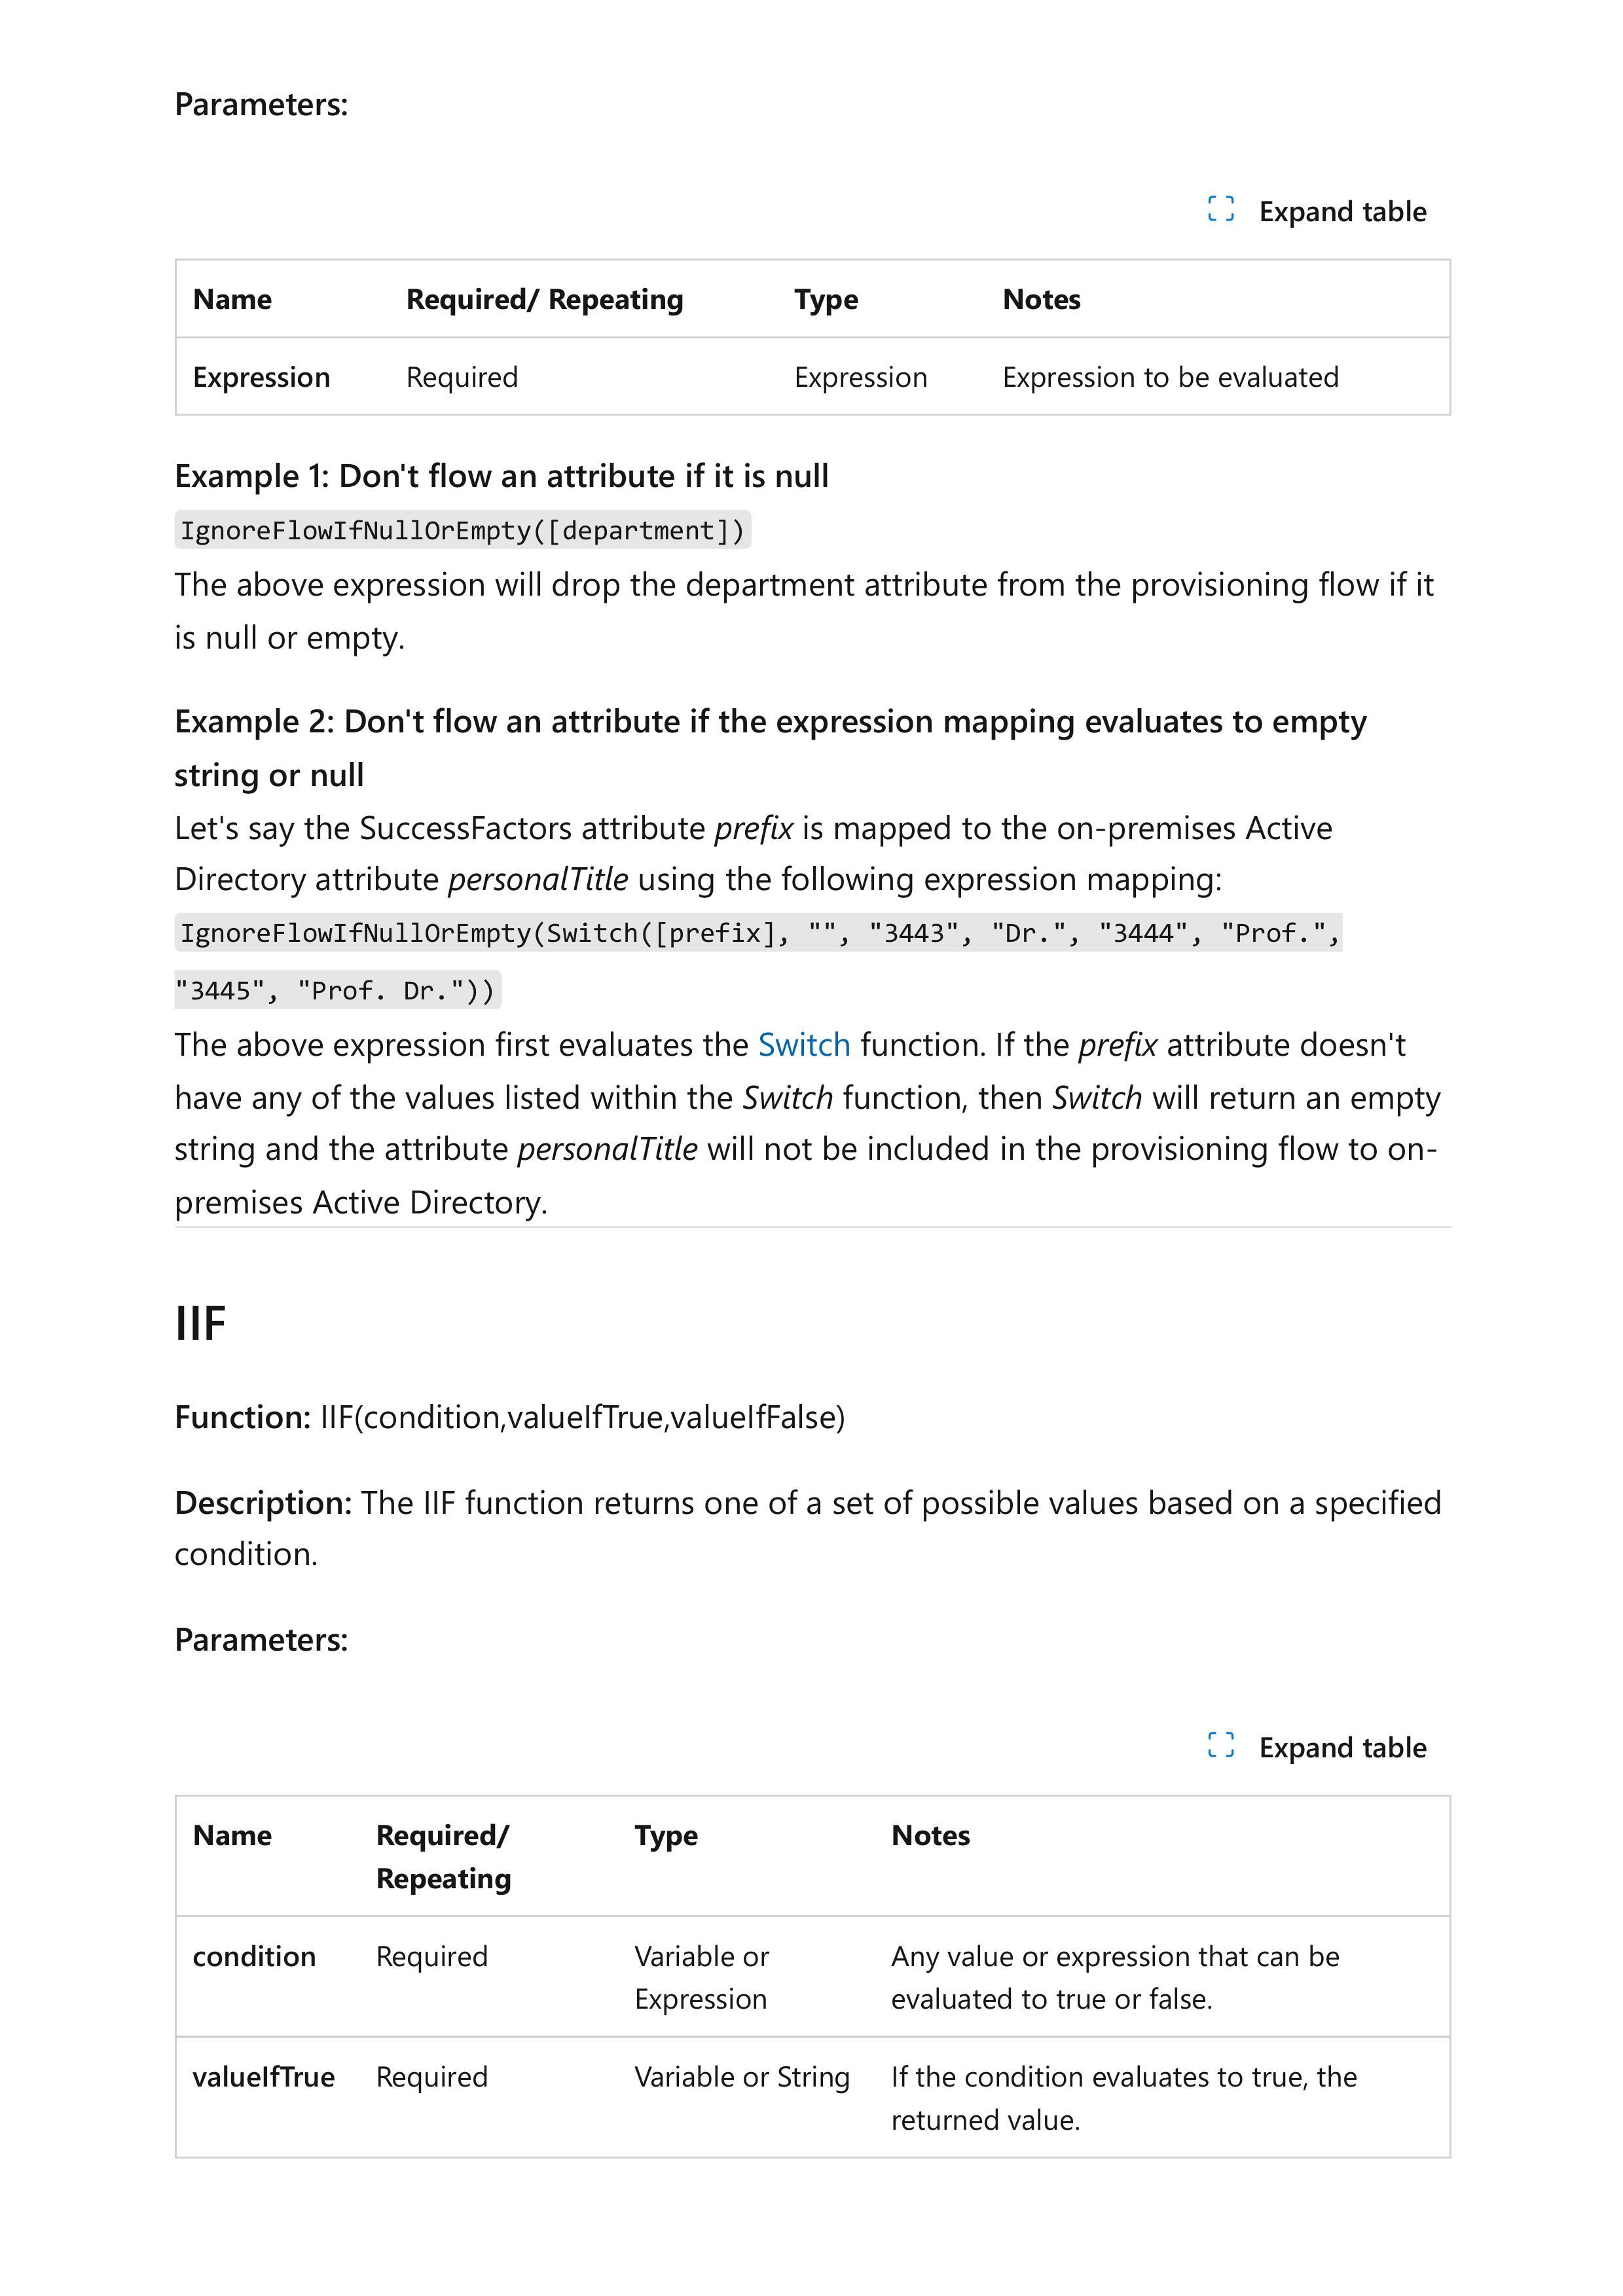 Parameters:
Expand table
Name Required/ Repeating Type Notes
Expression Required Expression Expression to be evaluated
Example 1: Don't flow an attribute if it is null
IgnoreFlowIfNullOrEmpty([department])
The above expression will drop the department attribute from the provisioning flow if it
is null or empty.
Example 2: Don't flow an attribute if the expression mapping evaluates to empty
string or null
Let's say the SuccessFactors attribute prefix is mapped to the on-premises Active
Directory attribute personalTitle using the following expression mapping:
IgnoreFlowIfNullOrEmpty(Switch([prefix], "", "3443", "Dr.", "3444", "Prof.",
"3445", "Prof. Dr."))
The above expression first evaluates the Switch function. If the prefix attribute doesn't
have any of the values listed within the Switch function, then Switch will return an empty
string and the attribute personalTitle will not be included in the provisioning flow to on-
premises Active Directory.
IIF
Function: IIF(condition,valueIfTrue,valueIfFalse)
Description: The IIF function returns one of a set of possible values based on a specified
condition.
Parameters:
Expand table
Name Required/ Type Notes
Repeating
condition Required Variable or Any value or expression that can be
Expression evaluated to true or false.
valueIfTrue Required Variable or String If the condition evaluates to true, the
returned value.